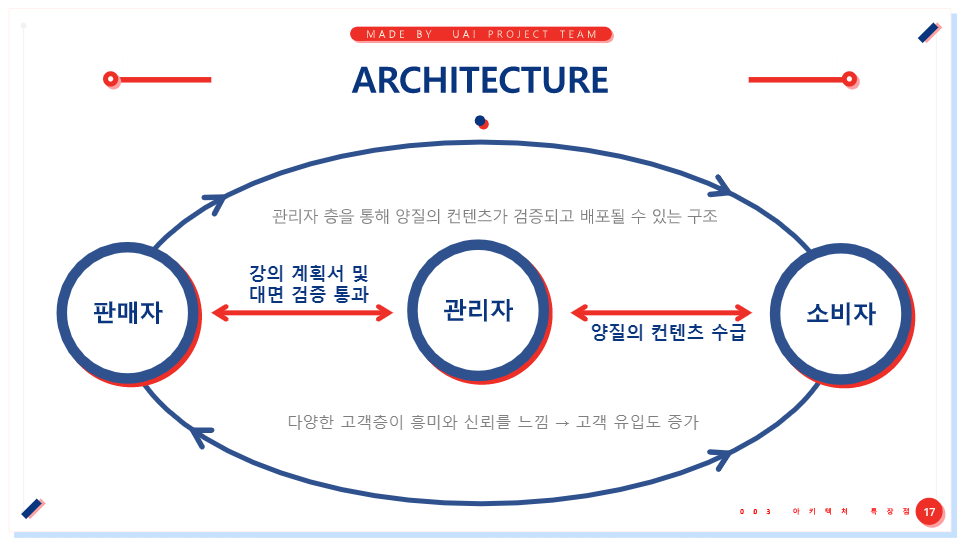 MADE BY UAI PROJECT TEAM
ARCHITECTURE
관리자 층을 통해 양질의 컨텐츠가 검증되고 배포될 수 있는 구조
강의 계획서 및
대면 검증 통과
판매자
관리자
소비자
양질의 컨텐츠 수급
다양한 고객층이 흥미와 신뢰를 느낌 → 고객 유입도 증가
003 아키텍처 특장점
17